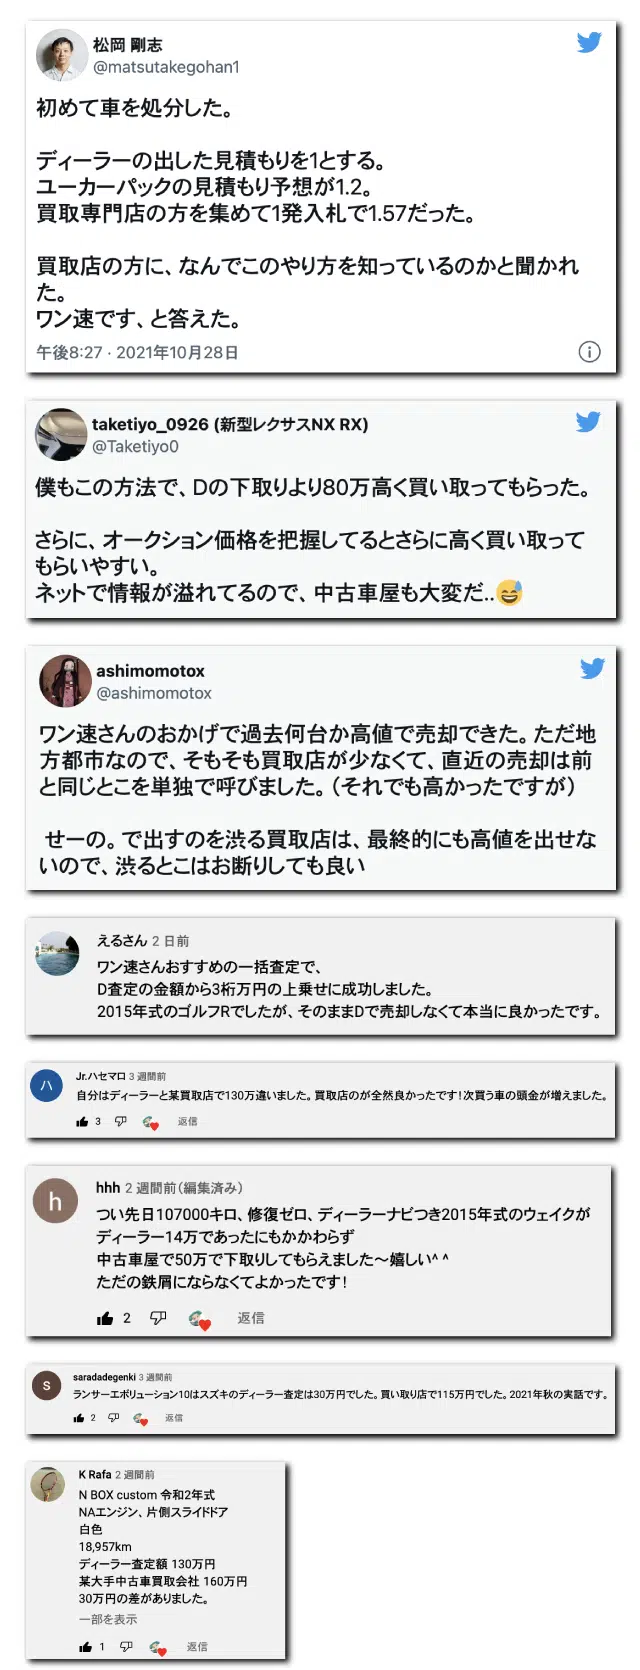 松岡 剛志
@matsutakegohan1
初めて車を処分した。
ディーラーの出した見積もりを1とする。
ユーカーパックの見積もり予想が1.2。
買取専門店の方を集めて1発入札で1.57だった。
買取店の方に、なんでこのやり方を知っているのかと聞かれ
た。
ワン速です、と答えた。
午後8:27 · 2021年10月28日
taketiyo_0926 (新型レクサスNX RX)
@Taketiyo0
僕もこの方法で、Dの下取りより80万高く買い取ってもらった。
さらに、オークション価格を把握してるとさらに高く買い取って
もらいやすい。
ネットで情報が溢れてるので、中古車屋も大変だ..😅
ashimomotox
@ashimomotox
ワン速さんのおかげで過去何台か高値で売却できた。ただ地
方都市なので、そもそも買取店が少なくて、直近の売却は前
と同じとこを単独で呼びました。（それでも高かったですが）
せーの。で出すのを渋る買取店は、最終的にも高値を出せな
いので、渋るとこはお断りしても良い
えるさん 2 日前
ワン速さんおすすめの一括査定で、
D査定の金額から3桁万円の上乗せに成功しました。
2015年式のゴルフRでしたが、そのままDで売却しなくて本当に良かったです。
ハ
Jr.ハセマロ 3 週間前
自分はディーラーと某買取店で130万違いました。買取店のが全然良かったです！次買う車の頭金が増えました。
3 返信
h
hhh 2 週間前（編集済み）
つい先日107000キロ、修復ゼロ、ディーラーナビつき2015年式のウェイクが
ディーラー14万であったにもかかわらず
中古車屋で50万で下取りしてもらえました〜嬉しい^ ^
ただの鉄屑にならなくてよかったです！
2 返信
s
saradadegenki 3 週間前
ランサーエボリューション10はスズキのディーラー査定は30万円でした。買い取り店で115万円でした。2021年秋の実話です。
2 返信
K Rafa 2 週間前
N BOX custom 令和2年式
NAエンジン、片側スライドドア
白色
18,957km
ディーラー査定額 130万円
某大手中古車買取会社 160万円
30万円の差がありました。
一部を表示
1 返信